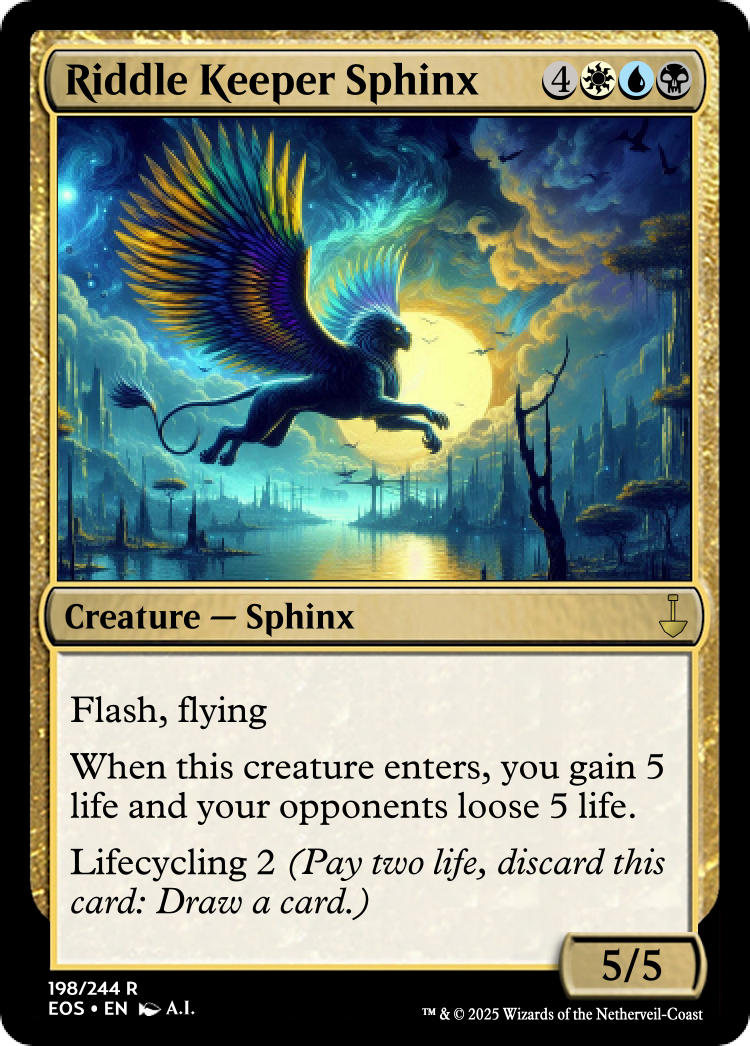 Riddle Keeper Sphinx 4
Creature — Sphinx
Flash, flying
When this creature enters, you gain 5
life and your opponents loose 5 life.
Lifecycling 2 (Pay two life, discard this
card: Draw a card.)
5/5
198/244 R
EOS • EN A.I.
™ & © 2025 Wizards of the Netherveil-Coast